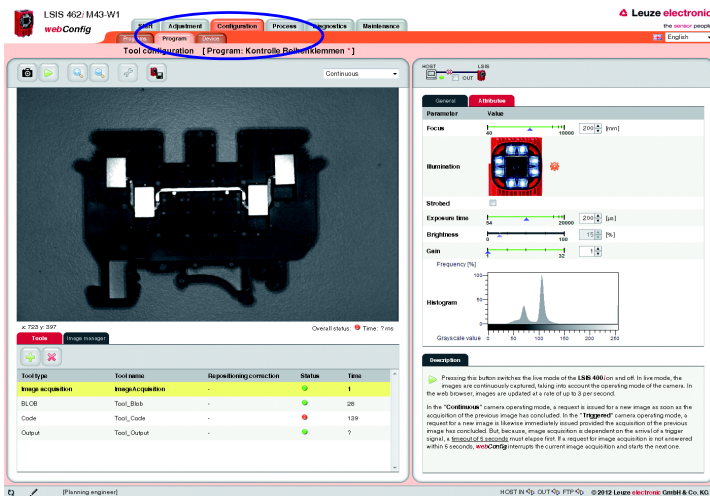 LSIS 462i M43-W1
webConfig
Start Adjustment Configuration Process Diagnostics Maintenance
Programs Program Device
Leuze electronic
the sensor people
English
Tool configuration [ Program: Kontrolle Reihenklemmen * ]
Continuous
HOST LSIS
OUT
General Attributes
Parameter Value
Focus 40 10000 200 [mm]
Illumination
Strobed
Exposure time 54 20000 200 [µs]
Brightness 0 100 15 [%]
Gain 1 32 1
Frequency [%]
100
50
0
Histogram
Grayscale value 0 50 100 150 200 250
x: 723 y: 397
Overall status: Time: ? ms
Tools Image manager
Tool type Tool name Repositioning correction Status Time
Image acquisition ImageAcquisition - 1
BLOB Tool_Blob - 28
Code Tool_Code - 139
Output Tool_Output - ?
Description
Pressing this button switches the live mode of the LSIS 400i on and off. In live mode, the
images are continuously captured, taking into account the operating mode of the camera. In
the web browser, images are updated at a rate of up to 3 per second.
In the "Continuous" camera operating mode, a request is issued for a new image as soon as the
acquisition of the previous image has concluded. In the "Triggered" camera operating mode, a
request for a new image is likewise immediately issued provided the acquisition of the previous
image has concluded. But, because, image acquisition is dependent on the arrival of a trigger
signal, a timeout of 5 seconds must elapse first. If a request for image acquisition is not answered
within 5 seconds, webConfig interrupts the current image acquisition and starts the next one.
[Planning engineer]
HOST IN OUT FTP © 2012 Leuze electronic GmbH & Co. KG